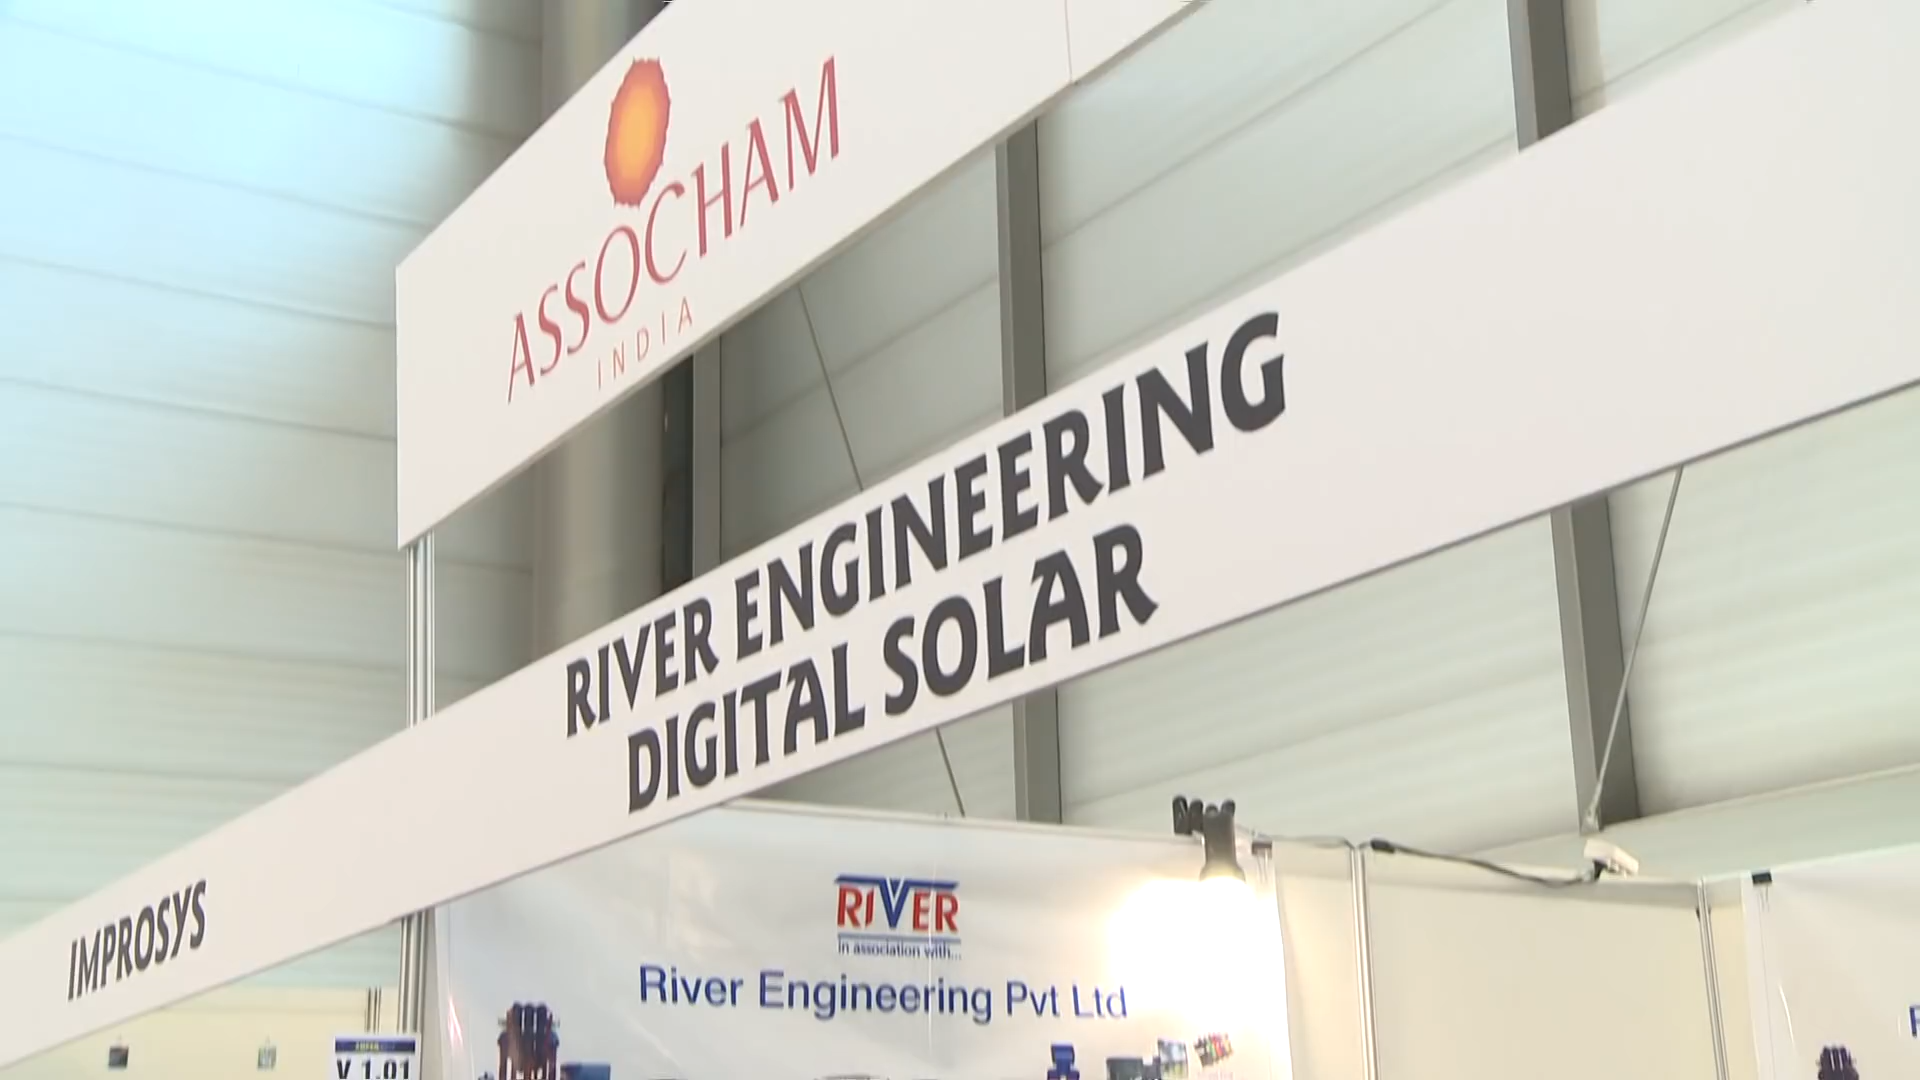 ASSOCHAM
INDIA
RIVER ENGINEERING
DIGITAL SOLAR
IMPROSYS
RIVER
in association with...
River Engineering Pvt Ltd
V 1.01